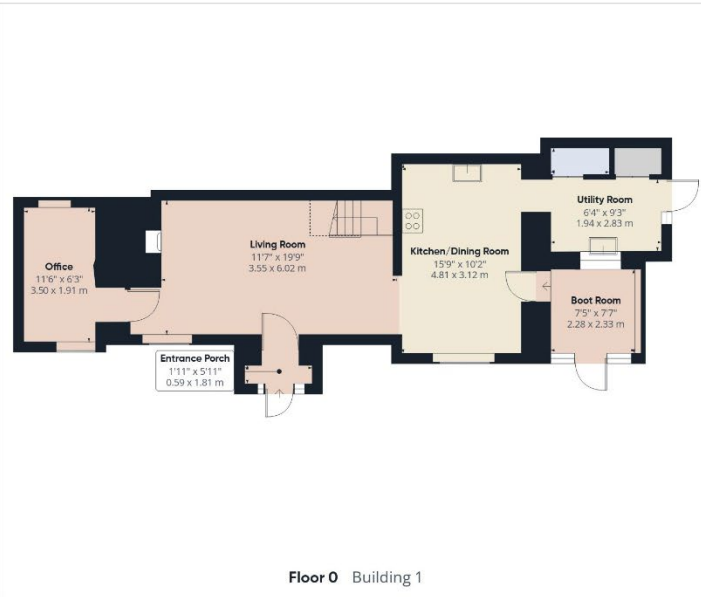 Utility Room
6'4" x 9'3"
1.94 x 2.83 m
Living Room
11'7" x 19'9"
3.55 x 6.02 m
Kitchen/Dining Room
15'9" x 10'2"
4.81 x 3.12 m
Office
11'6" x 6'3"
3.50 x 1.91 m
Boot Room
7'5" x 7'7"
2.28 x 2.33 m
Entrance Porch
1'11" x 5'11"
0.59 x 1.81 m
Floor 0 Building 1